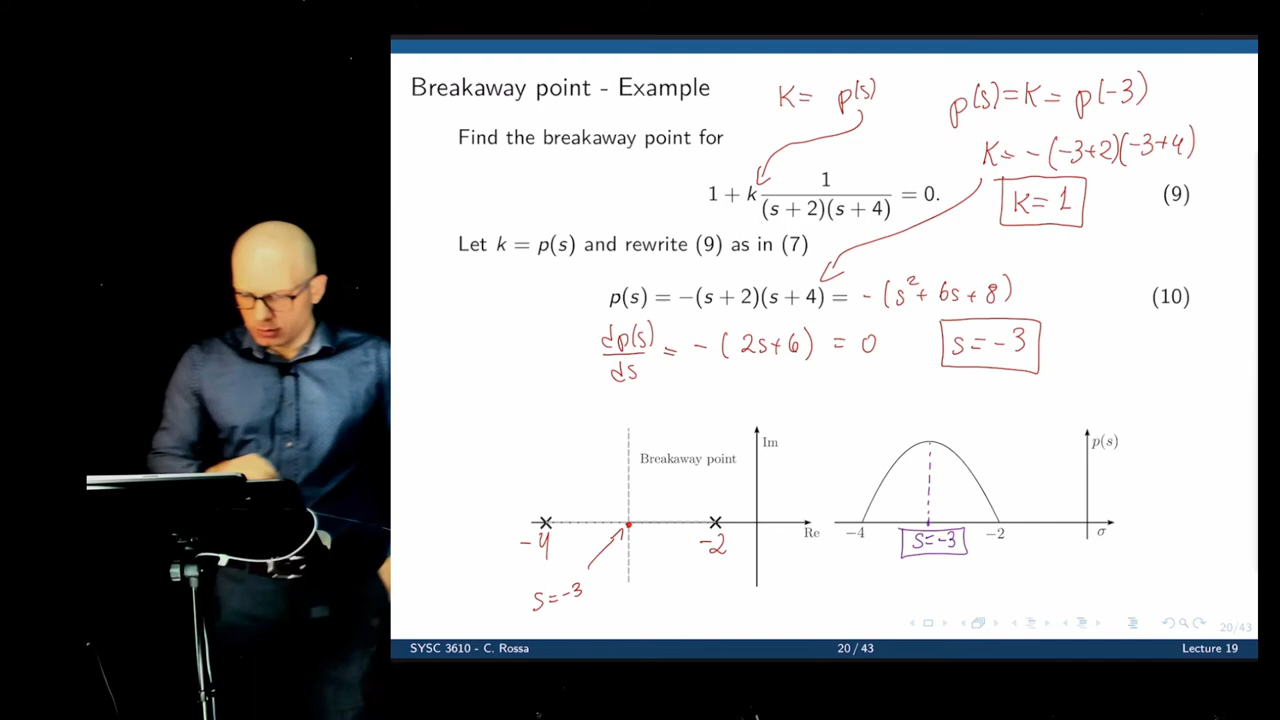 Breakaway point - Example
K = p(s)
p(s) = K = p(-3)
Find the breakaway point for
K = -(-3+2)(-3+4)
1 + k 1/((s + 2)(s + 4)) = 0. (9)
K = 1
Let k = p(s) and rewrite (9) as in (7)
p(s) = −(s + 2)(s + 4) = -(s² + 6s + 8) (10)
dp(s)/ds = -(2s+6) = 0
s = -3
Im
Breakaway point
Re
-4
-2
s = -3
p(s)
−4
−2
σ
s = -3
20/43
SYSC 3610 - C. Rossa
20 / 43
Lecture 19